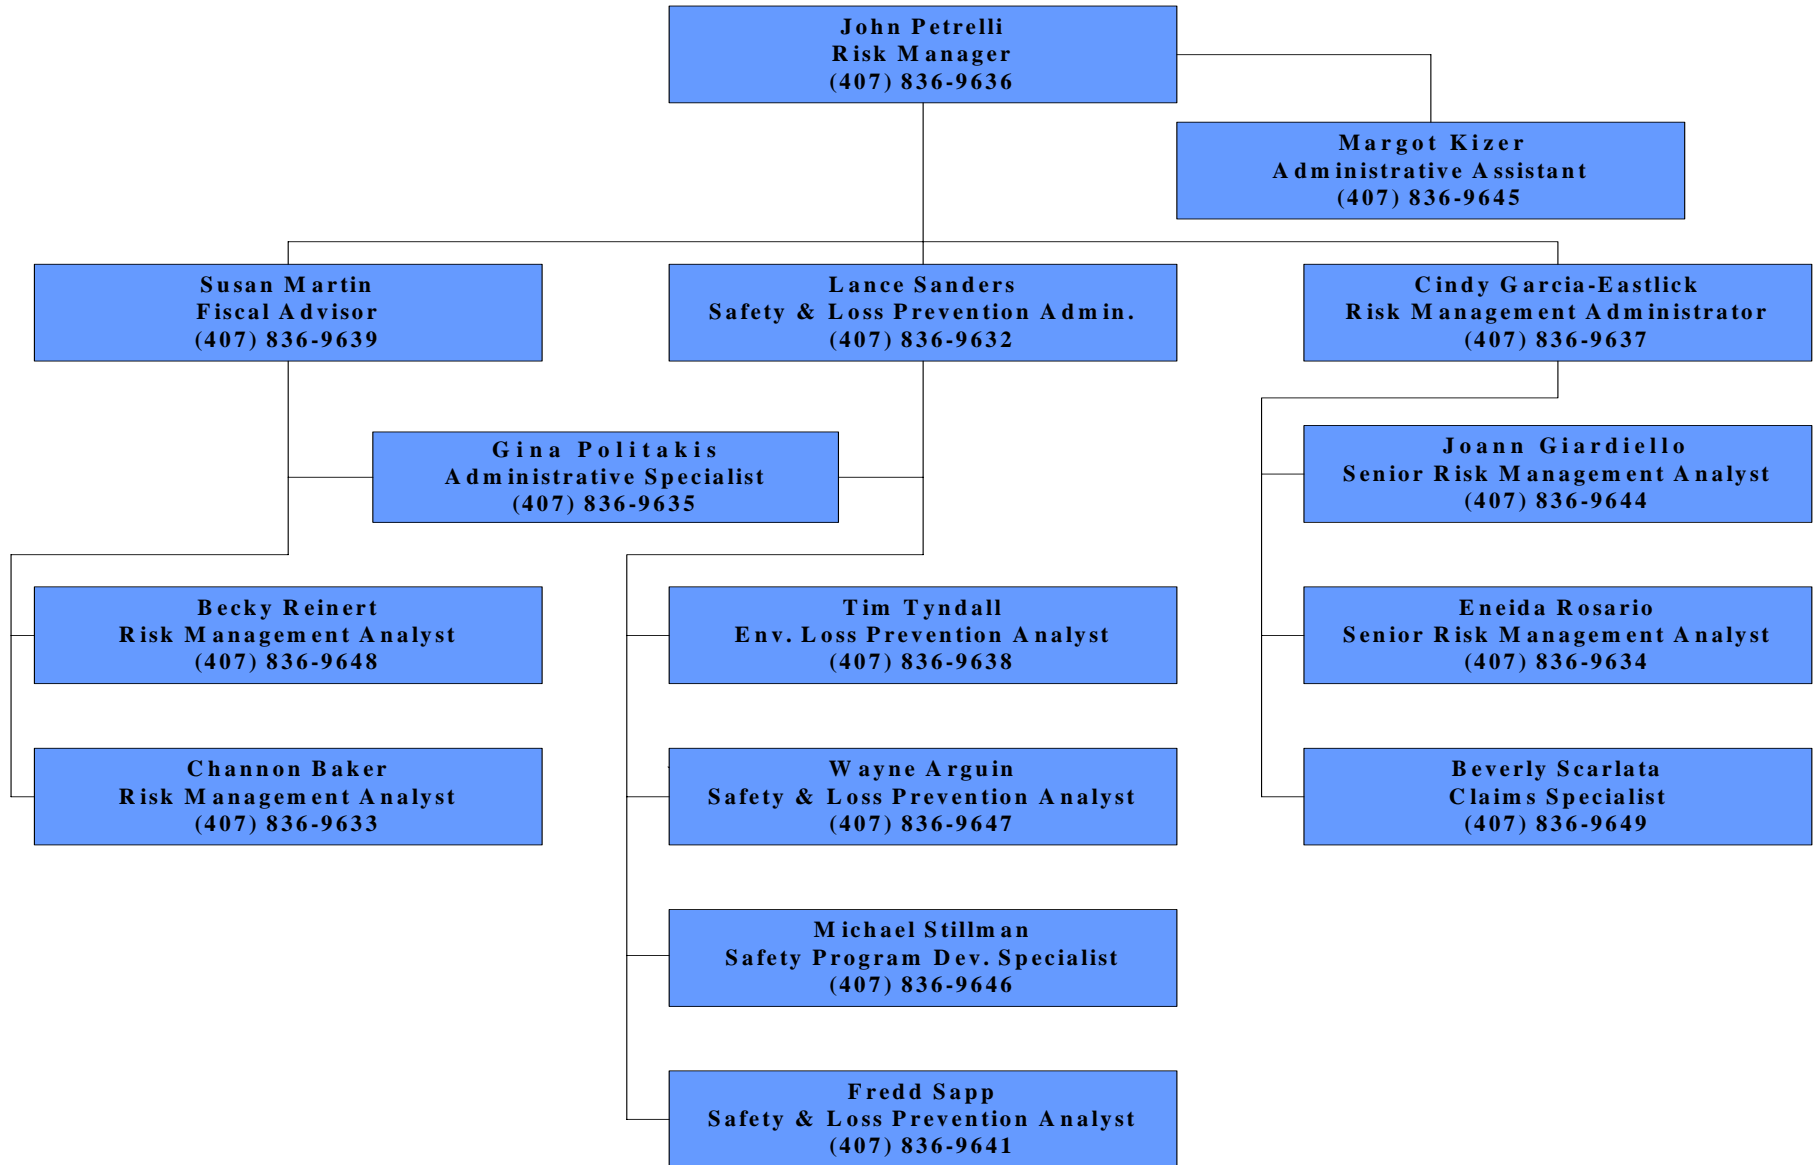 John Petrelli
Risk Manager
(407) 836-9636
Margot Kizer
Administrative Assistant
(407) 836-9645
Susan Martin
Fiscal Advisor
(407) 836-9639
Lance Sanders
Safety & Loss Prevention Admin.
(407) 836-9632
Cindy Garcia-Eastlick
Risk Management Administrator
(407) 836-9637
Gina Politakis
Administrative Specialist
(407) 836-9635
Joann Giardiello
Senior Risk Management Analyst
(407) 836-9644
Becky Reinert
Risk Management Analyst
(407) 836-9648
Tim Tyndall
Env. Loss Prevention Analyst
(407) 836-9638
Eneida Rosario
Senior Risk Management Analyst
(407) 836-9634
Channon Baker
Risk Management Analyst
(407) 836-9633
Wayne Arguin
Safety & Loss Prevention Analyst
(407) 836-9647
Beverly Scarlata
Claims Specialist
(407) 836-9649
Michael Stillman
Safety Program Dev. Specialist
(407) 836-9646
Fredd Sapp
Safety & Loss Prevention Analyst
(407) 836-9641